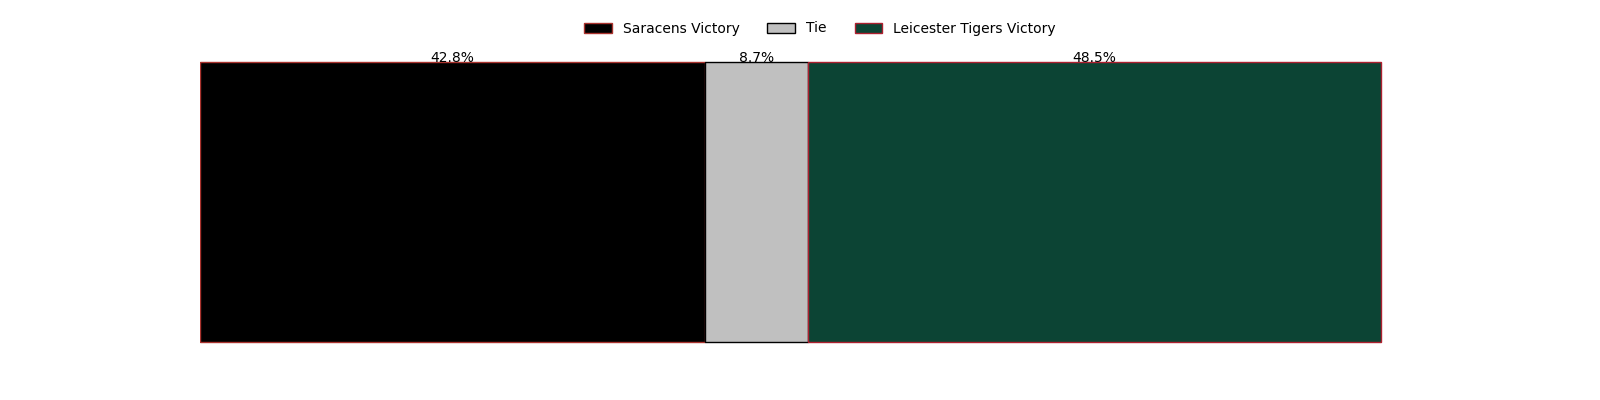 Saracens Victory Tie Leicester Tigers Victory
42.8% 8.7% 48.5%